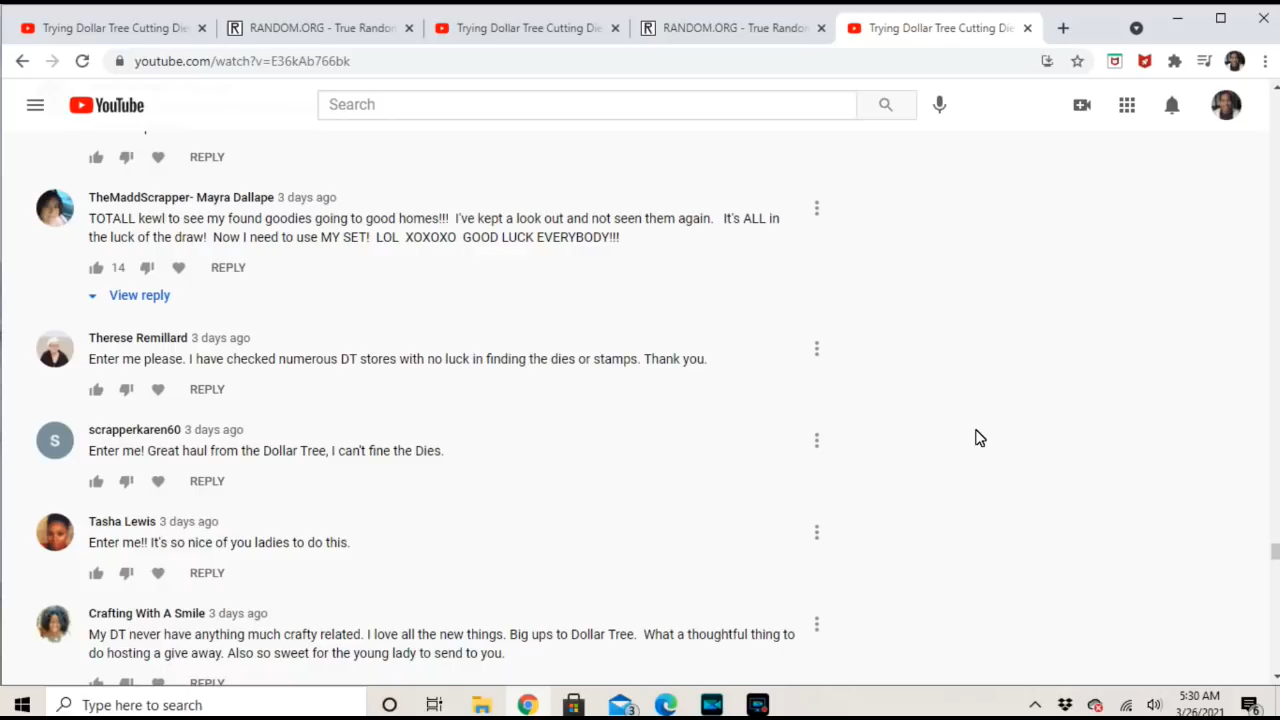 Trying Dollar Tree Cutting Die
RANDOM.ORG - True Random
Trying Dollar Tree Cutting Die
RANDOM.ORG - True Random
Trying Dollar Tree Cutting Die
youtube.com/watch?v=E36kAb766bk
YouTube
Search
REPLY
TheMaddScrapper- Mayra Dallape 3 days ago
TOTALL kewl to see my found goodies going to good homes!!! I've kept a look out and not seen them again. It's ALL in
the luck of the draw! Now I need to use MY SET! LOL XOXOXO GOOD LUCK EVERYBODY!!!
14 REPLY
View reply
Therese Remillard 3 days ago
Enter me please. I have checked numerous DT stores with no luck in finding the dies or stamps. Thank you.
REPLY
S
scrapperkaren60 3 days ago
Enter me! Great haul from the Dollar Tree, I can't fine the Dies.
REPLY
Tasha Lewis 3 days ago
Enter me!! It's so nice of you ladies to do this.
REPLY
Crafting With A Smile 3 days ago
My DT never have anything much crafty related. I love all the new things. Big ups to Dollar Tree. What a thoughtful thing to
do hosting a give away. Also so sweet for the young lady to send to you.
REPLY
Type here to search
3
5:30 AM
3/26/2021
6